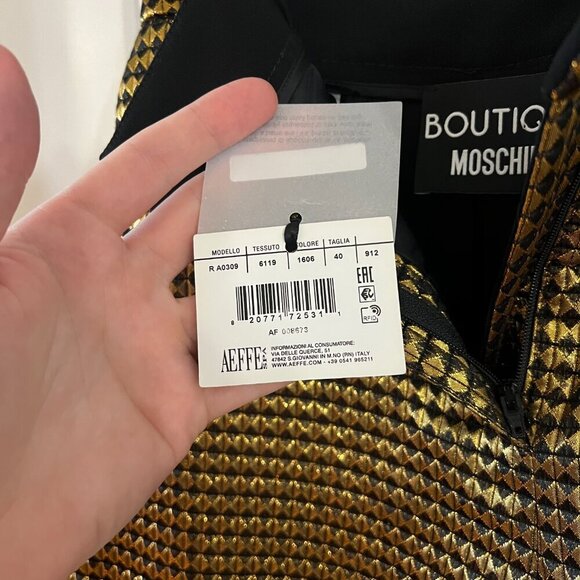 BOUTIQ
MOSCHI
MODELLO TESSUTO COLORE TAGLIA
R A0309 6119 1606 40 912
EAC
8 20771 72531 1
AF 008673
RFID
AEFFE SPA
INFORMAZIONI AL CONSUMATORE:
VIA DELLE QUERCE, 51
47842 S.GIOVANNI IN M.NO (RN) ITALY
WWW.AEFFE.COM - +39 0541 965211